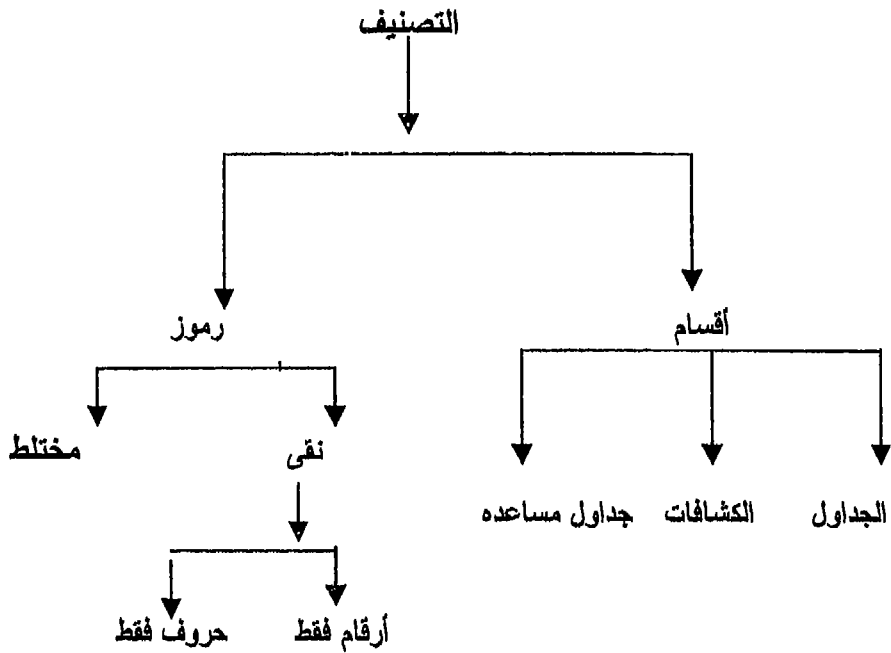 التصنيف
أقسام
رموز
نقى
مختلط
الجداول
الكشافات
جداول مساعده
أرقام فقط
حروف فقط